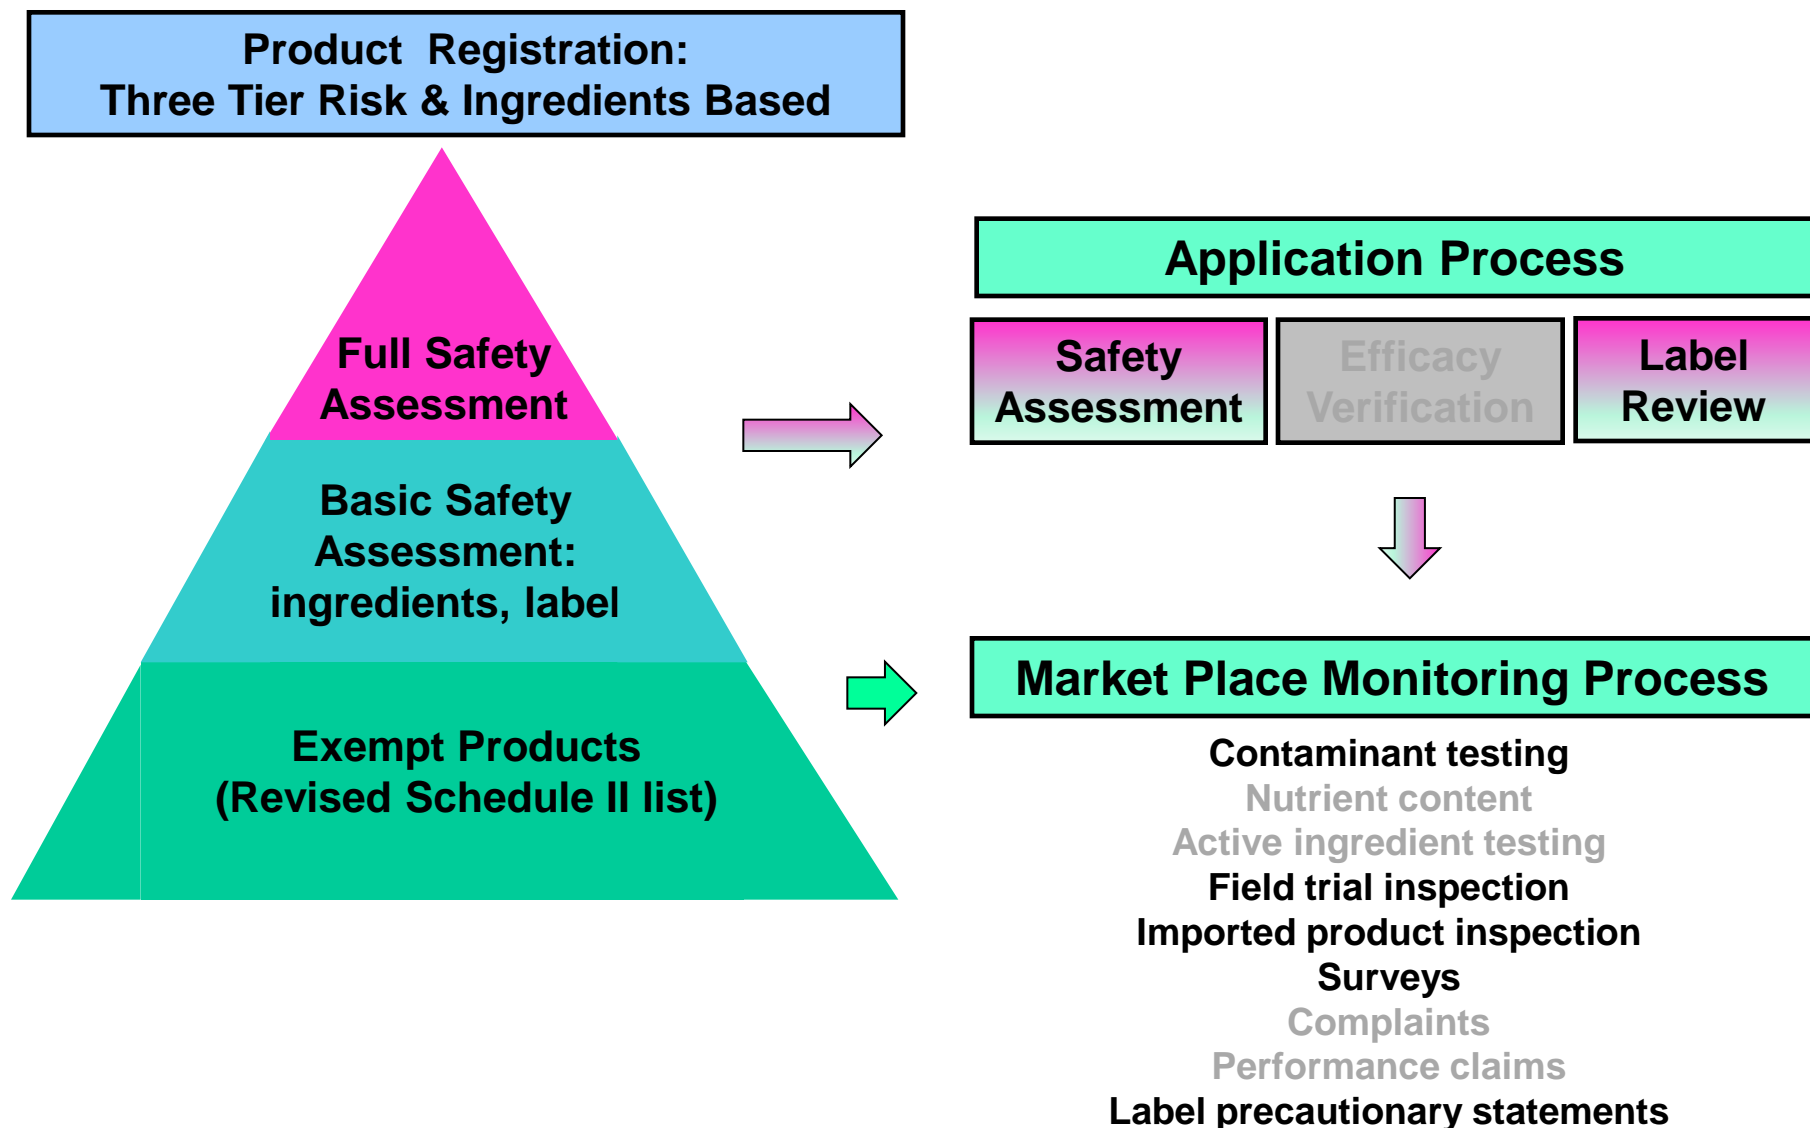 Product Registration:
Three Tier Risk & Ingredients Based
Full Safety
Assessment
Basic Safety
Assessment:
ingredients, label
Exempt Products
(Revised Schedule II list)
Application Process
Safety
Assessment
Efficacy
Verification
Label
Review
Market Place Monitoring Process
Contaminant testing
Nutrient content
Active ingredient testing
Field trial inspection
Imported product inspection
Surveys
Complaints
Performance claims
Label precautionary statements